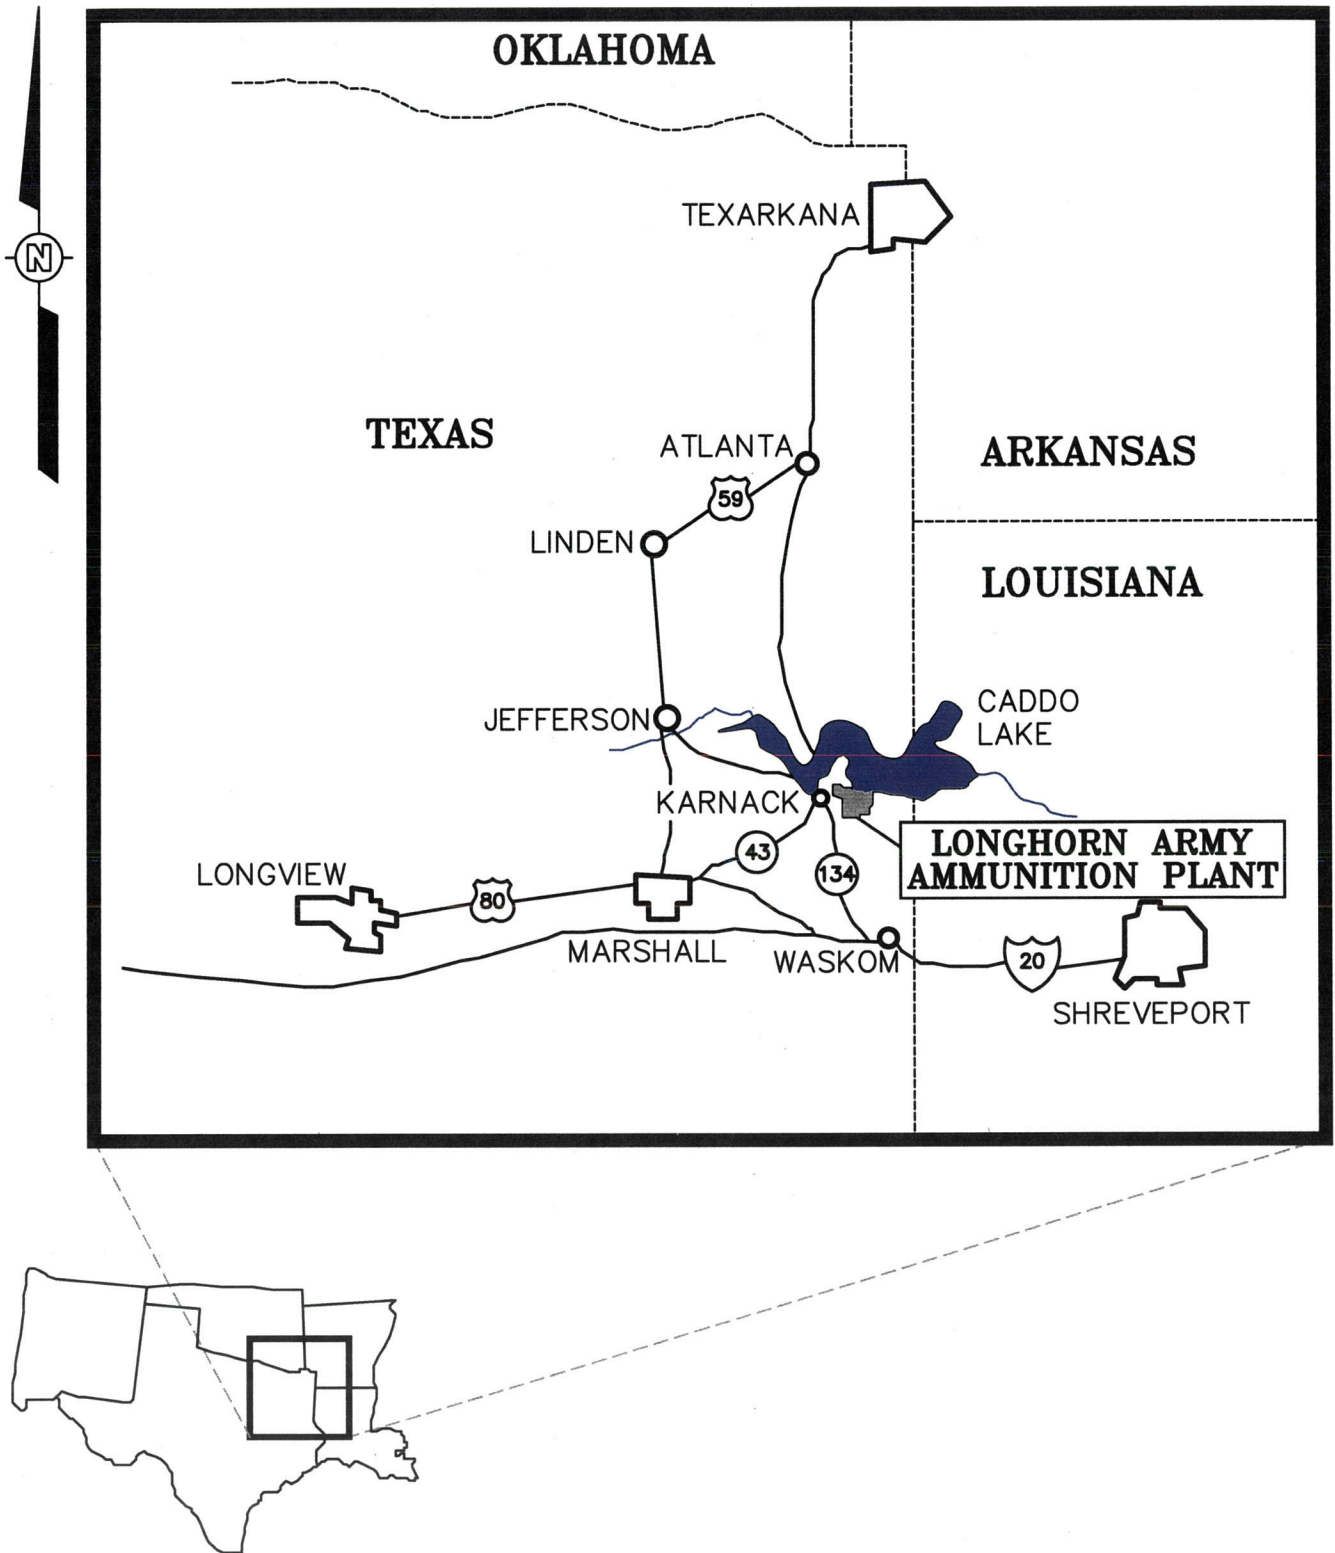 OKLAHOMA
TEXARKANA
N
TEXAS
ATLANTA
ARKANSAS
59
LINDEN
LOUISIANA
CADDO
LAKE
JEFFERSON
KARNACK
LONGHORN ARMY
AMMUNITION PLANT
43
134
LONGVIEW
80
MARSHALL
WASKOM
20
SHREVEPORT